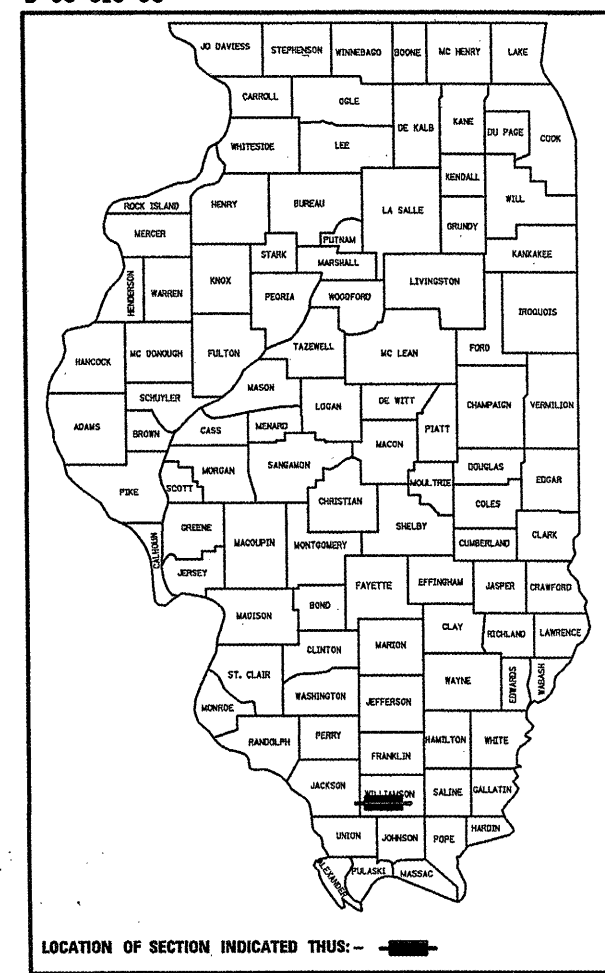 JO DAVIESS STEPHENSON WINNEBAGO BOONE MC HENRY LAKE
CARROLL OGLE DE KALB KANE DU PAGE COOK
WHITESIDE LEE
KENDALL WILL
ROCK ISLAND HENRY BUREAU LA SALLE GRUNDY
MERCER PUTNAM
STARK MARSHALL KANKAKEE
HENDERSON WARREN KNOX PEORIA WOODFORD LIVINGSTON IROQUOIS
HANCOCK MC DONOUGH FULTON TAZEWELL MC LEAN FORD
MASON
SCHUYLER LOGAN DE WITT CHAMPAIGN VERMILION
ADAMS BROWN CASS MENARD MACON PIATT
MORGAN SANGAMON DOUGLAS
PIKE SCOTT CHRISTIAN MOULTRIE COLES EDGAR
GREENE MACOUPIN MONTGOMERY SHELBY
CALHOUN JERSEY CUMBERLAND CLARK
FAYETTE EFFINGHAM JASPER CRAWFORD
MADISON BOND
CLINTON MARION CLAY RICHLAND LAWRENCE
ST. CLAIR WASHINGTON WAYNE EDWARDS WABASH
MONROE JEFFERSON
RANDOLPH PERRY HAMILTON WHITE
FRANKLIN
JACKSON WILLIAMSON SALINE GALLATIN
UNION JOHNSON POPE HARDIN
ALEXANDER PULASKI MASSAC
LOCATION OF SECTION INDICATED THUS: -